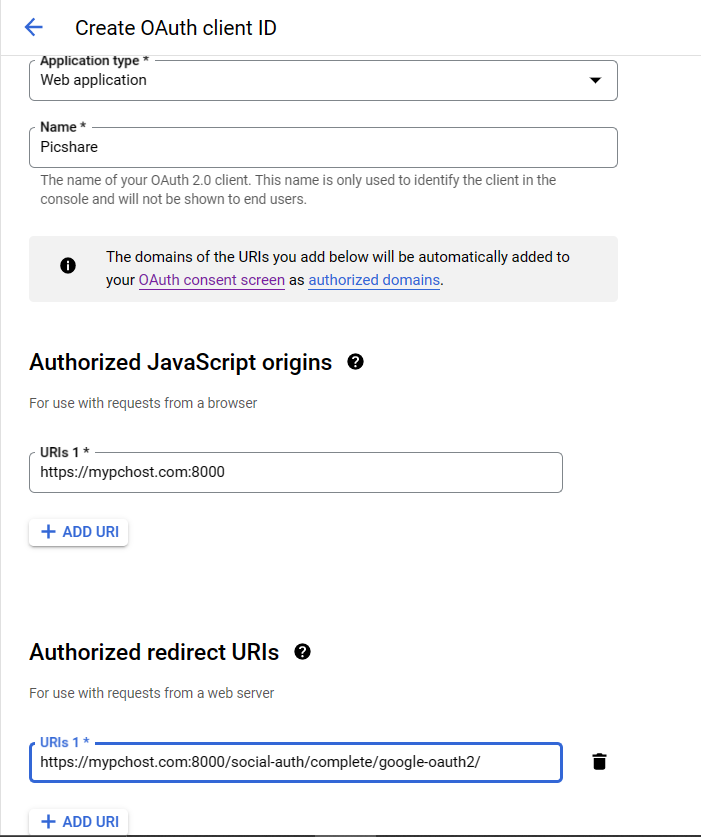 Create OAuth client ID
Application type *
Web application
Name *
Picshare
The name of your OAuth 2.0 client. This name is only used to identify the client in the
console and will not be shown to end users.
The domains of the URIs you add below will be automatically added to
your OAuth consent screen as authorized domains.
Authorized JavaScript origins
For use with requests from a browser
URIs 1 *
https://mypchost.com:8000
+ ADD URI
Authorized redirect URIs
For use with requests from a web server
URIs 1 *
https://mypchost.com:8000/social-auth/complete/google-oauth2/
+ ADD URI